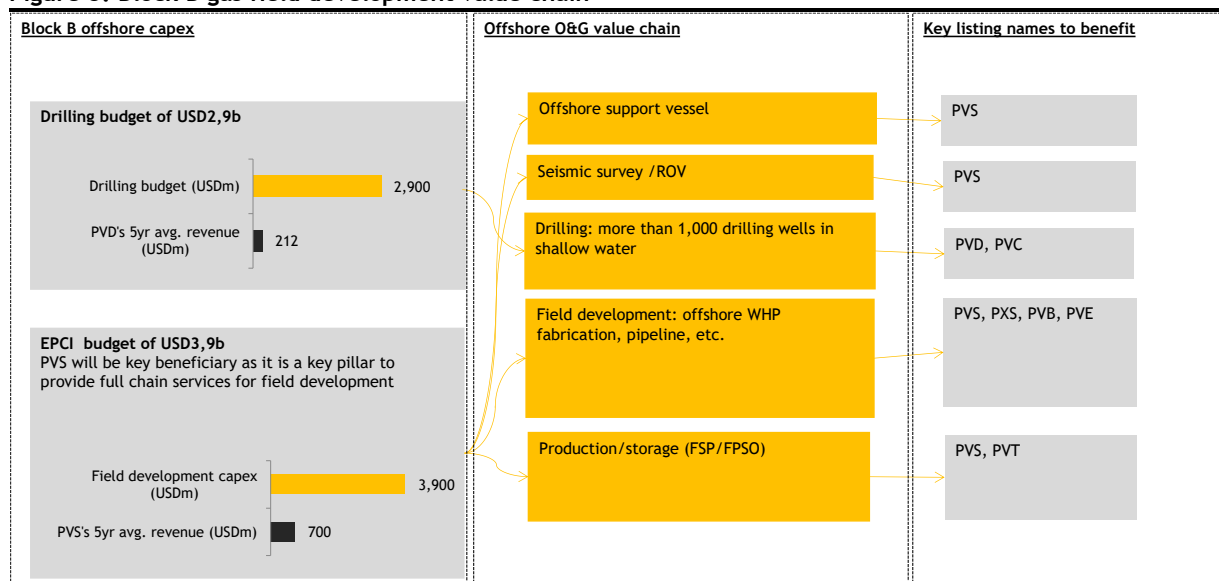 Block B offshore capex
Drilling budget of USD2,9b
Drilling budget (USDm)
2,900
PVD's 5yr avg. revenue
(USDm)
212
EPCI budget of USD3,9b
PVS will be key beneficiary as it is a key pillar to
provide full chain services for field development
Field development capex
(USDm)
3,900
PVS's 5yr avg. revenue (USDm)
700
Offshore O&G value chain
Offshore support vessel
Seismic survey /ROV
Drilling: more than 1,000 drilling wells in
shallow water
Field development: offshore WHP
fabrication, pipeline, etc.
Production/storage (FSP/FPSO)
Key listing names to benefit
PVS
PVS
PVD, PVC
PVS, PXS, PVB, PVE
PVS, PVT